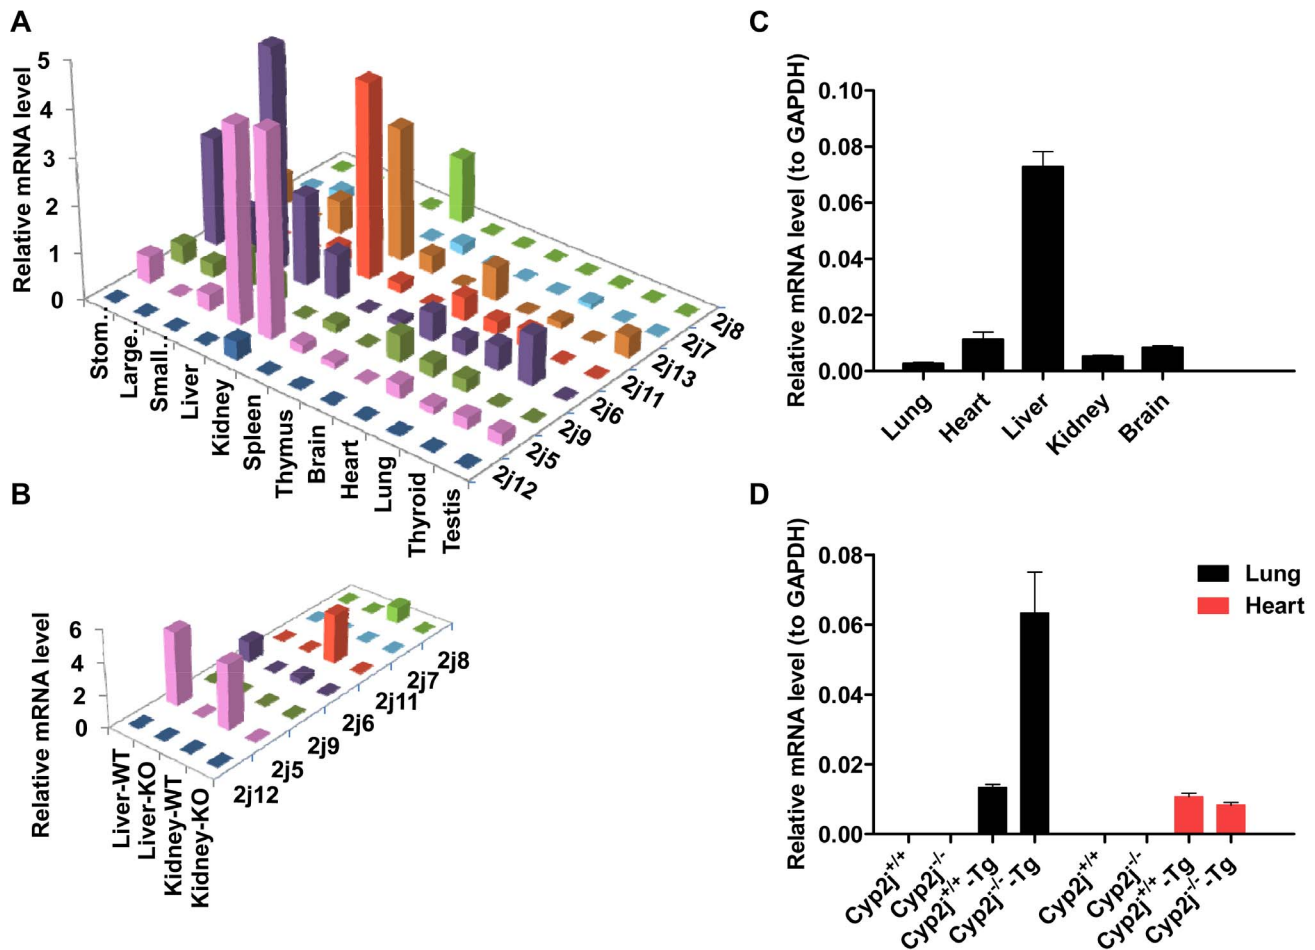 A
Relative mRNA level
5
4
3
2
1
0
Stom..
Large..
Small..
Liver
Kidney
Spleen
Thymus
Brain
Heart
Lung
Thyroid
Testis
2j12
2j5
2j9
2j6
2j11
2j13
2j7
2j8
B
Relative mRNA level
6
4
2
0
Liver-WT
Liver-KO
Kidney-WT
Kidney-KO
2j12
2j5
2j9
2j6
2j11
2j7
2j8
C
Relative mRNA level (to GAPDH)
0.10
0.08
0.06
0.04
0.02
0.00
Lung
Heart
Liver
Kidney
Brain
D
Relative mRNA level (to GAPDH)
0.08
0.06
0.04
0.02
0.00
Lung
Heart
Cyp2j+/+
Cyp2j-/-
Cyp2j+/+ -Tg
Cyp2j-/- -Tg
Cyp2j+/+
Cyp2j-/-
Cyp2j+/+ -Tg
Cyp2j-/- -Tg